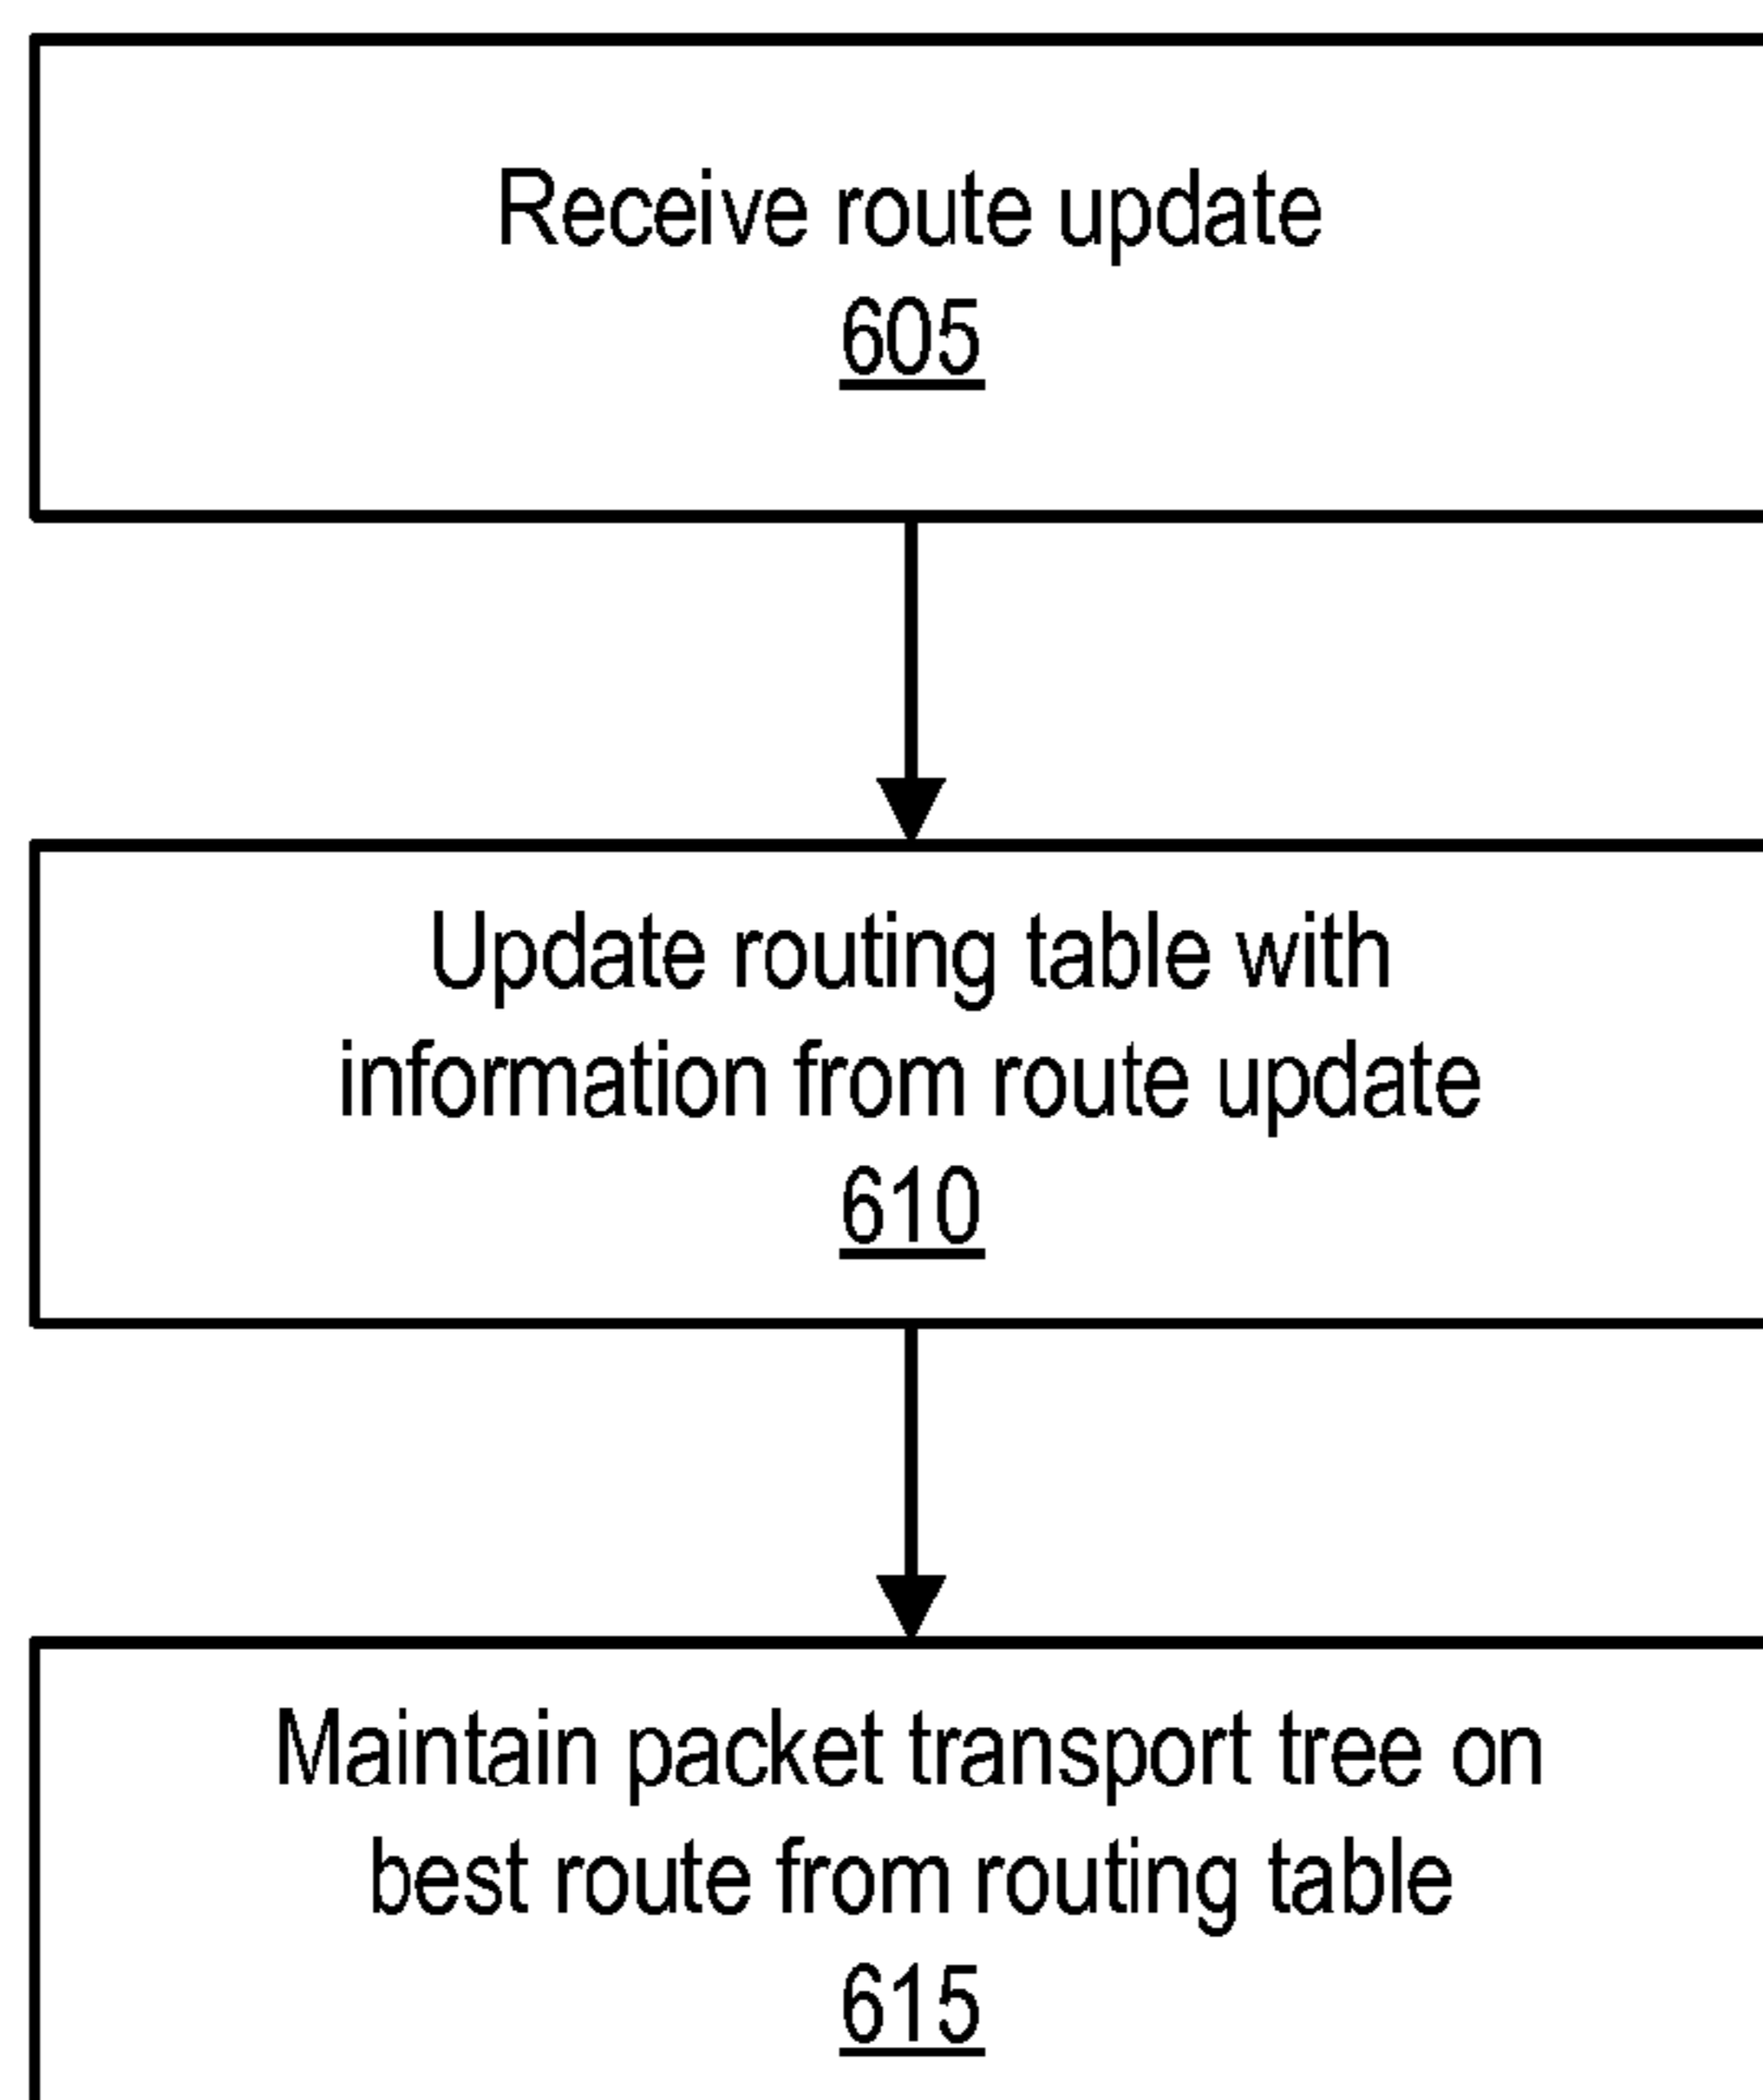 Receive route update
605
Update routing table with
information from route update
610
Maintain packet transport tree on
best route from routing table
615